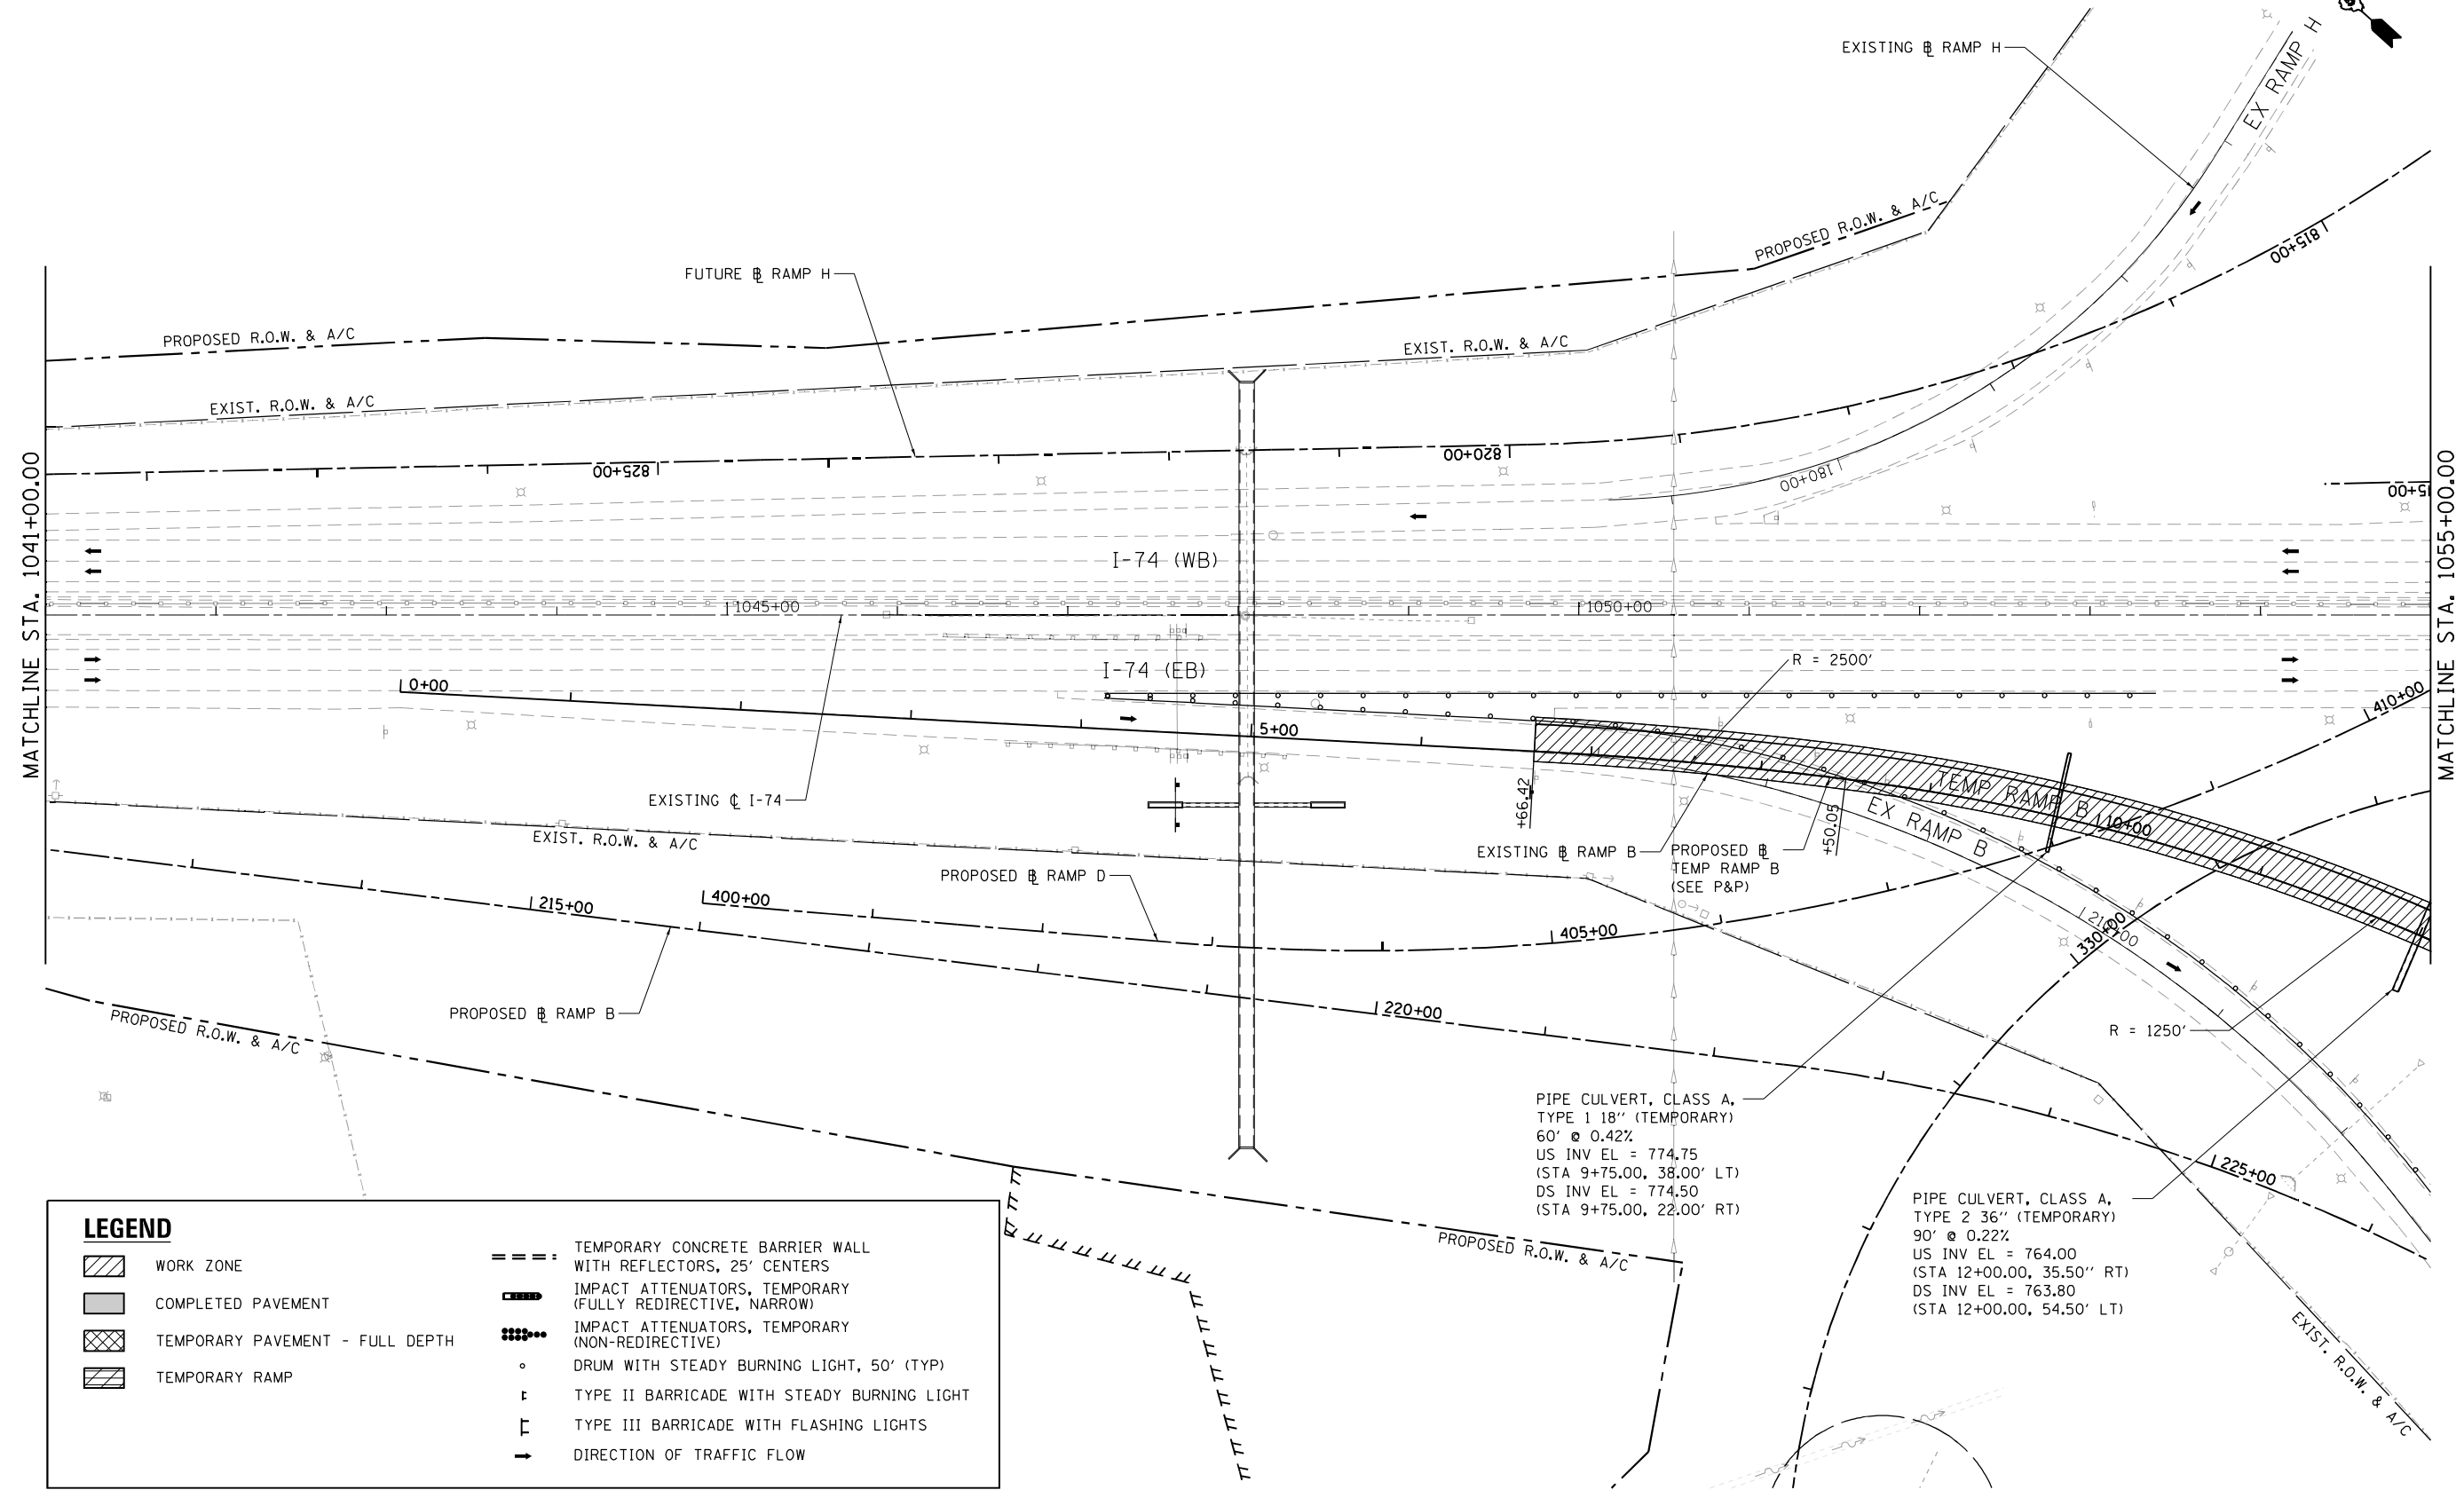 EXISTING ℄ RAMP H
EX RAMP H
PROPOSED R.O.W. & A/C
815+00
FUTURE ℄ RAMP H
PROPOSED R.O.W. & A/C
EXIST. R.O.W. & A/C
EXIST. R.O.W. & A/C
825+00
820+00
180+00
MATCHLINE STA. 1041+00.00
MATCHLINE STA. 1055+00.00
I-74 (WB)
1045+00
1050+00
I-74 (EB)
R = 2500'
0+00
410+00
5+00
TEMP RAMP B
+66.42
+50.05
EX RAMP B
10+00
EXISTING ℄ I-74
EXIST. R.O.W. & A/C
EXISTING ℄ RAMP B
PROPOSED ℄
TEMP RAMP B
(SEE P&P)
PROPOSED ℄ RAMP D
215+00
400+00
405+00
330+00
220+00
PROPOSED ℄ RAMP B
PROPOSED R.O.W. & A/C
R = 1250'
PIPE CULVERT, CLASS A,
TYPE 1 18" (TEMPORARY)
60' @ 0.42%
US INV EL = 774.75
(STA 9+75.00, 38.00' LT)
DS INV EL = 774.50
(STA 9+75.00, 22.00' RT)
225+00
PIPE CULVERT, CLASS A,
TYPE 2 36" (TEMPORARY)
90' @ 0.22%
US INV EL = 764.00
(STA 12+00.00, 35.50" RT)
DS INV EL = 763.80
(STA 12+00.00, 54.50' LT)
PROPOSED R.O.W. & A/C
EXIST. R.O.W. & A/C
LEGEND
WORK ZONE
COMPLETED PAVEMENT
TEMPORARY PAVEMENT - FULL DEPTH
TEMPORARY RAMP
TEMPORARY CONCRETE BARRIER WALL
WITH REFLECTORS, 25' CENTERS
IMPACT ATTENUATORS, TEMPORARY
(FULLY REDIRECTIVE, NARROW)
IMPACT ATTENUATORS, TEMPORARY
(NON-REDIRECTIVE)
DRUM WITH STEADY BURNING LIGHT, 50' (TYP)
TYPE II BARRICADE WITH STEADY BURNING LIGHT
TYPE III BARRICADE WITH FLASHING LIGHTS
DIRECTION OF TRAFFIC FLOW